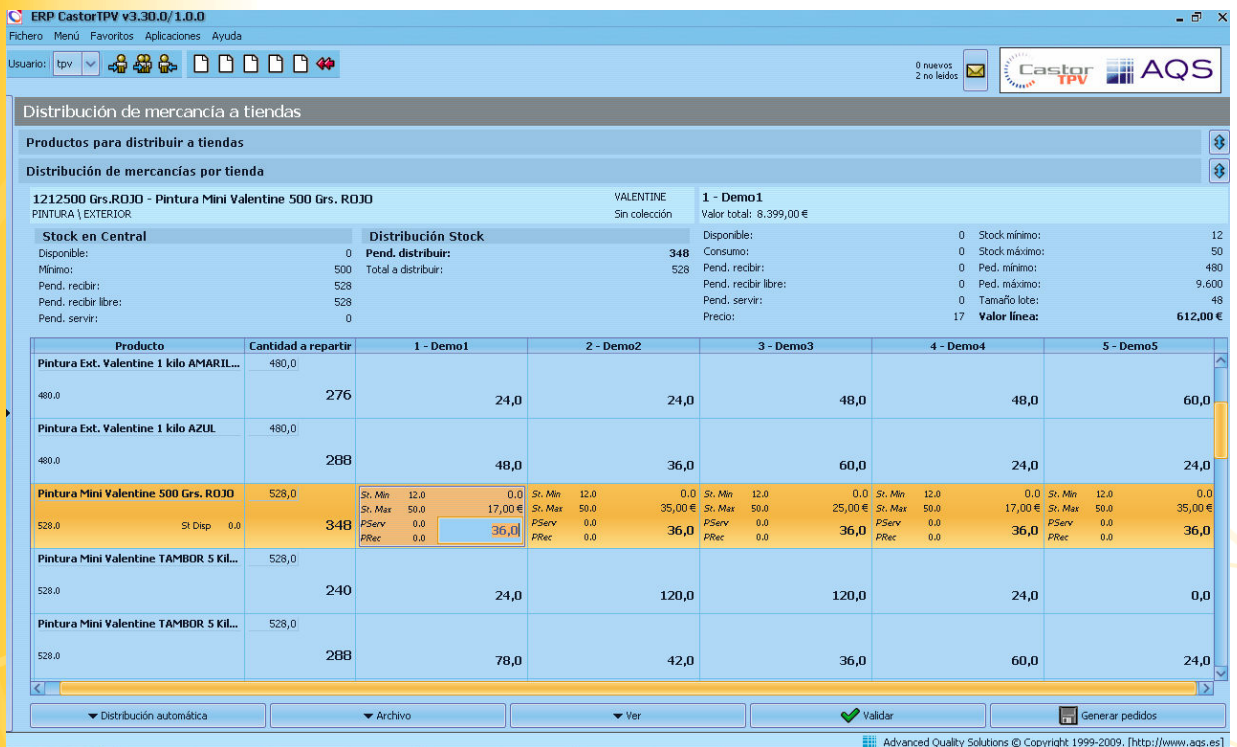 ERP CastorTPV v3.30.0/1.0.0
Fichero Menú Favoritos Aplicaciones Ayuda
Usuario: tpv
0 nuevos
2 no leidos
Castor TPV AQS
Distribución de mercancía a tiendas
Productos para distribuir a tiendas
Distribución de mercancías por tienda
1212500 Grs.ROJO - Pintura Mini Valentine 500 Grs. ROJO VALENTINE 1 - Demo1
PINTURA \ EXTERIOR Sin colección Valor total: 8.399,00 €
Stock en Central Distribución Stock Disponible: 0 Stock mínimo: 12
Disponible: 0 Pend. distribuir: 348 Consumo: 0 Stock máximo: 50
Mínimo: 500 Total a distribuir: 528 Pend. recibir: 0 Ped. mínimo: 480
Pend. recibir: 528 Pend. recibir libre: 0 Ped. máximo: 9.600
Pend. recibir libre: 528 Pend. servir: 0 Tamaño lote: 48
Pend. servir: 0 Precio: 17 Valor línea: 612,00 €
Producto Cantidad a repartir 1 - Demo1 2 - Demo2 3 - Demo3 4 - Demo4 5 - Demo5
Pintura Ext. Valentine 1 kilo AMARIL... 480,0
480.0 276 24,0 24,0 48,0 48,0 60,0
Pintura Ext. Valentine 1 kilo AZUL 480,0
480.0 288 48,0 36,0 60,0 24,0 24,0
Pintura Mini Valentine 500 Grs. ROJO 528,0 St. Min 12.0 0.0 St. Min 12.0 0.0 St. Min 12.0 0.0 St. Min 12.0 0.0 St. Min 12.0 0.0
St. Max 50.0 17,00 € St. Max 50.0 35,00 € St. Max 50.0 25,00 € St. Max 50.0 17,00 € St. Max 50.0 35,00 €
528.0 St Disp 0.0 348 PServ 0.0 36,0 PServ 0.0 36,0 PServ 0.0 36,0 PServ 0.0 36,0 PServ 0.0 36,0
PRec 0.0 PRec 0.0 PRec 0.0 PRec 0.0 PRec 0.0
Pintura Mini Valentine TAMBOR 5 Kil... 528,0
528.0 240 24,0 120,0 120,0 24,0 0,0
Pintura Mini Valentine TAMBOR 5 Kil... 528,0
528.0 288 78,0 42,0 36,0 60,0 24,0
Distribución automática Archivo Ver Validar Generar pedidos
Advanced Quality Solutions © Copyright 1999-2009. [http://www.aqs.es]